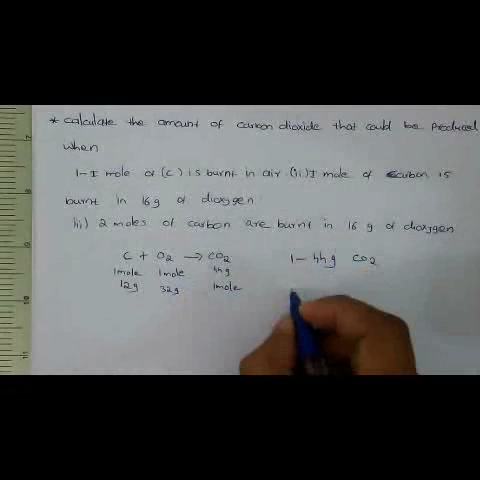 * calculate the amount of carbon dioxide that could be Produced
when
1-1 mole of (c) is burnt in air (ii) 1 mole of carbon is
burnt in 16g of dioxygen
iii) 2 moles of carbon are burnt in 16 g of dioxygen
C + O2 → CO2 1 - 44g CO2
1mole 1mole 44g
12g 32g 1mole